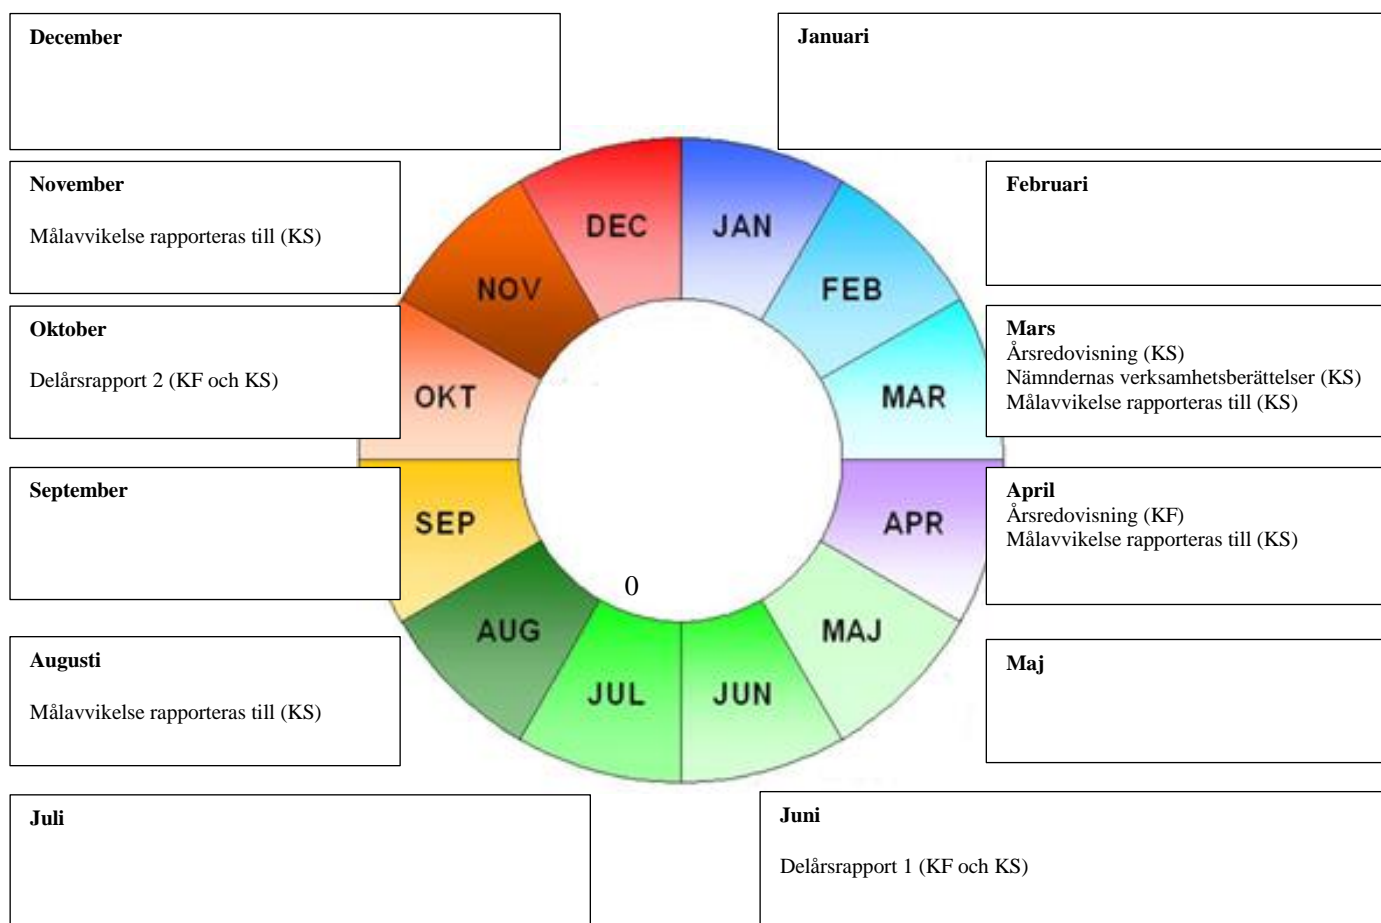 December
Januari
November
Målavvikelse rapporteras till (KS)
Februari
Oktober
Delårsrapport 2 (KF och KS)
Mars
Årsredovisning (KS)
Nämndernas verksamhetsberättelser (KS)
Målavvikelse rapporteras till (KS)
September
April
Årsredovisning (KF)
Målavvikelse rapporteras till (KS)
Augusti
Målavvikelse rapporteras till (KS)
Maj
Juli
Juni
Delårsrapport 1 (KF och KS)
DEC
JAN
NOV
FEB
OKT
MAR
SEP
APR
0
AUG
MAJ
JUL
JUN